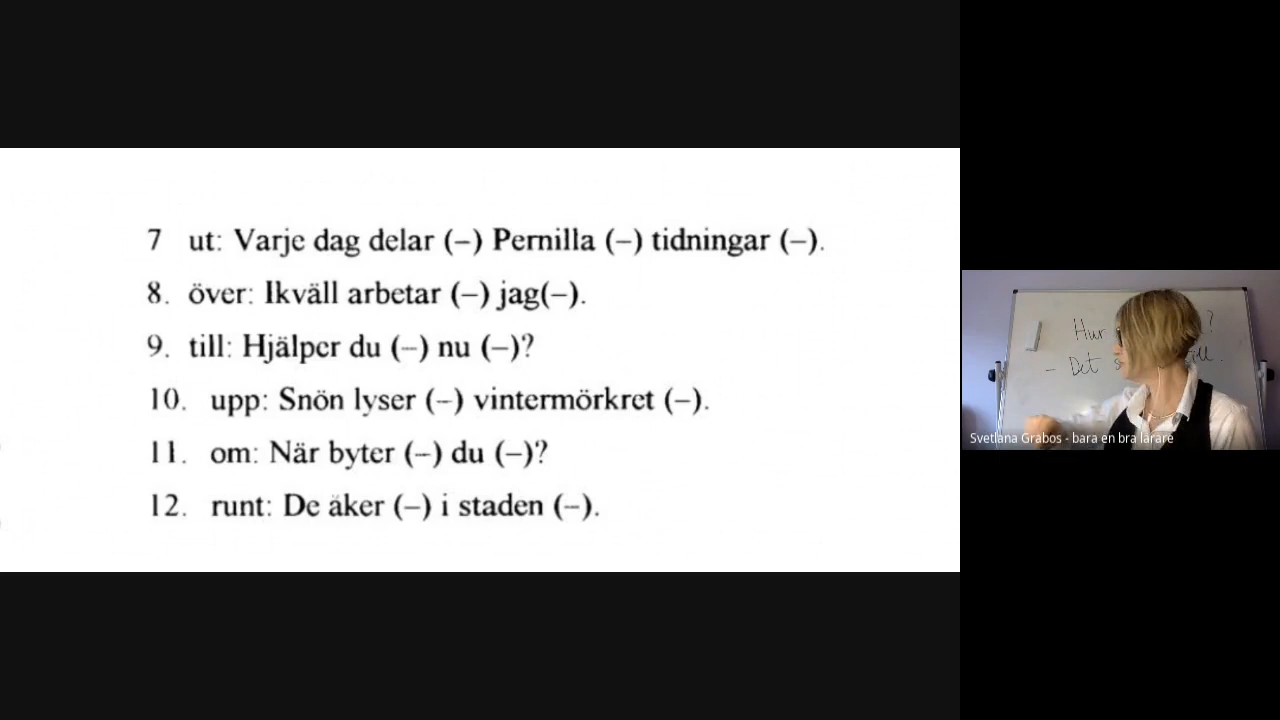 7 ut: Varje dag delar (–) Pernilla (–) tidningar (–).
8. över: Ikväll arbetar (–) jag(–).
9. till: Hjälper du (–) nu (–)?
10. upp: Snön lyser (–) vintermörkret (–).
11. om: När byter (–) du (–)?
12. runt: De åker (–) i staden (–).
Hur ?
- Det
Svetlana Grabos - bara en bra lärare